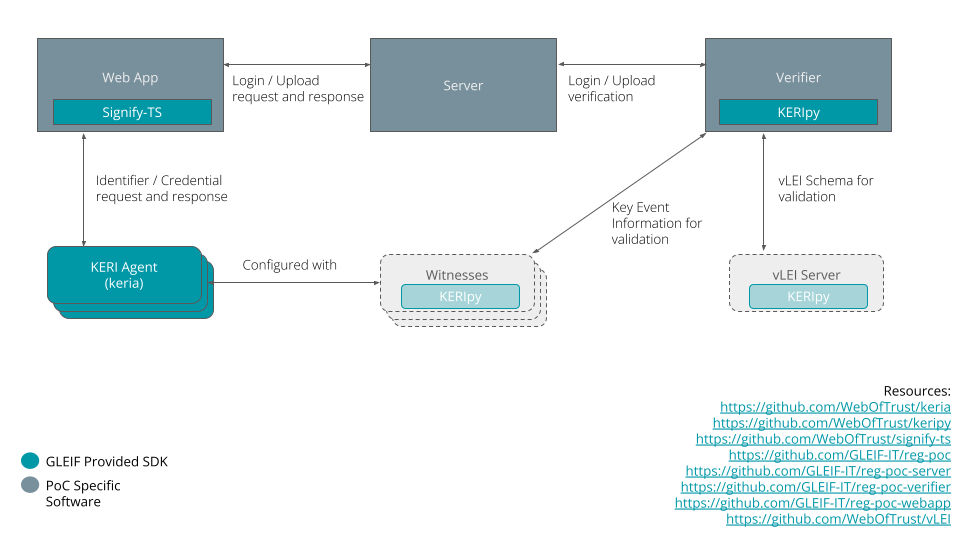 Web App
Signify-TS
Login / Upload
request and response
Server
Login / Upload
verification
Verifier
KERIpy
Identifier / Credential
request and response
Key Event
Information for
validation
vLEI Schema for
validation
KERI Agent
(keria)
Configured with
Witnesses
KERIpy
vLEI Server
KERIpy
Resources:
https://github.com/WebOfTrust/keria
https://github.com/WebOfTrust/keripy
https://github.com/WebOfTrust/signify-ts
https://github.com/GLEIF-IT/reg-poc
https://github.com/GLEIF-IT/reg-poc-server
https://github.com/GLEIF-IT/reg-poc-verifier
https://github.com/GLEIF-IT/reg-poc-webapp
https://github.com/WebOfTrust/vLEI
GLEIF Provided SDK
PoC Specific
Software